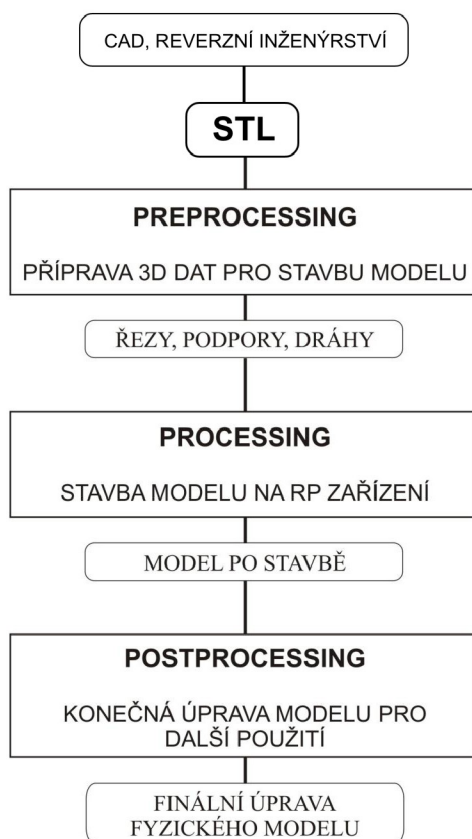 CAD, REVERZNÍ INŽENÝRSTVÍ
STL
PREPROCESSING
PŘÍPRAVA 3D DAT PRO STAVBU MODELU
ŘEZY, PODPORY, DRÁHY
PROCESSING
STAVBA MODELU NA RP ZAŘÍZENÍ
MODEL PO STAVBĚ
POSTPROCESSING
KONEČNÁ ÚPRAVA MODELU PRO
DALŠÍ POUŽITÍ
FINÁLNÍ ÚPRAVA
FYZICKÉHO MODELU